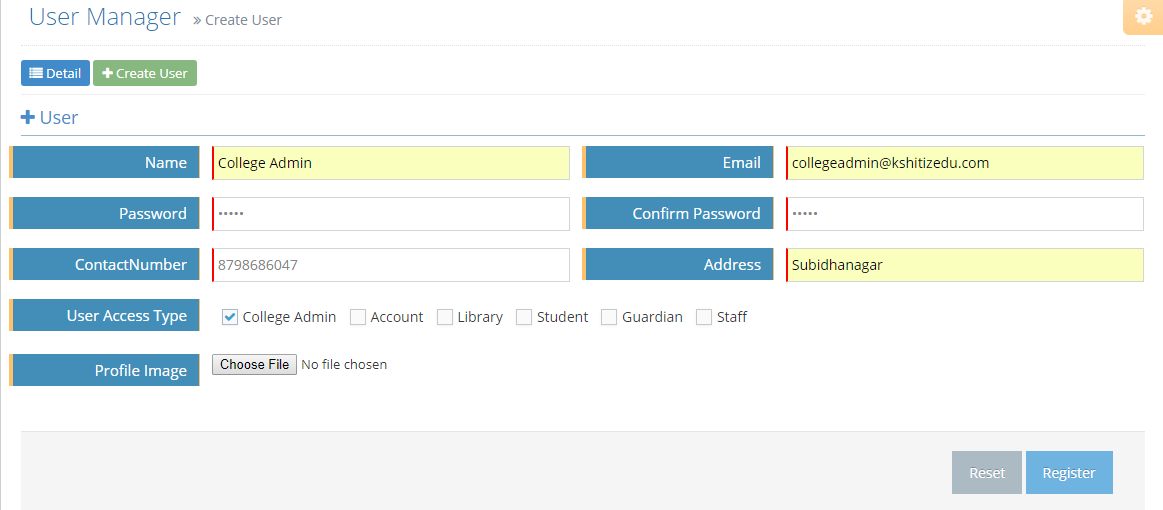 User Manager » Create User
Detail Create User
User
Name College Admin Email collegeadmin@kshitizedu.com
Password ••••• Confirm Password •••••
ContactNumber 8798686047 Address Subidhanagar
User Access Type College Admin Account Library Student Guardian Staff
Profile Image Choose File No file chosen
Reset Register